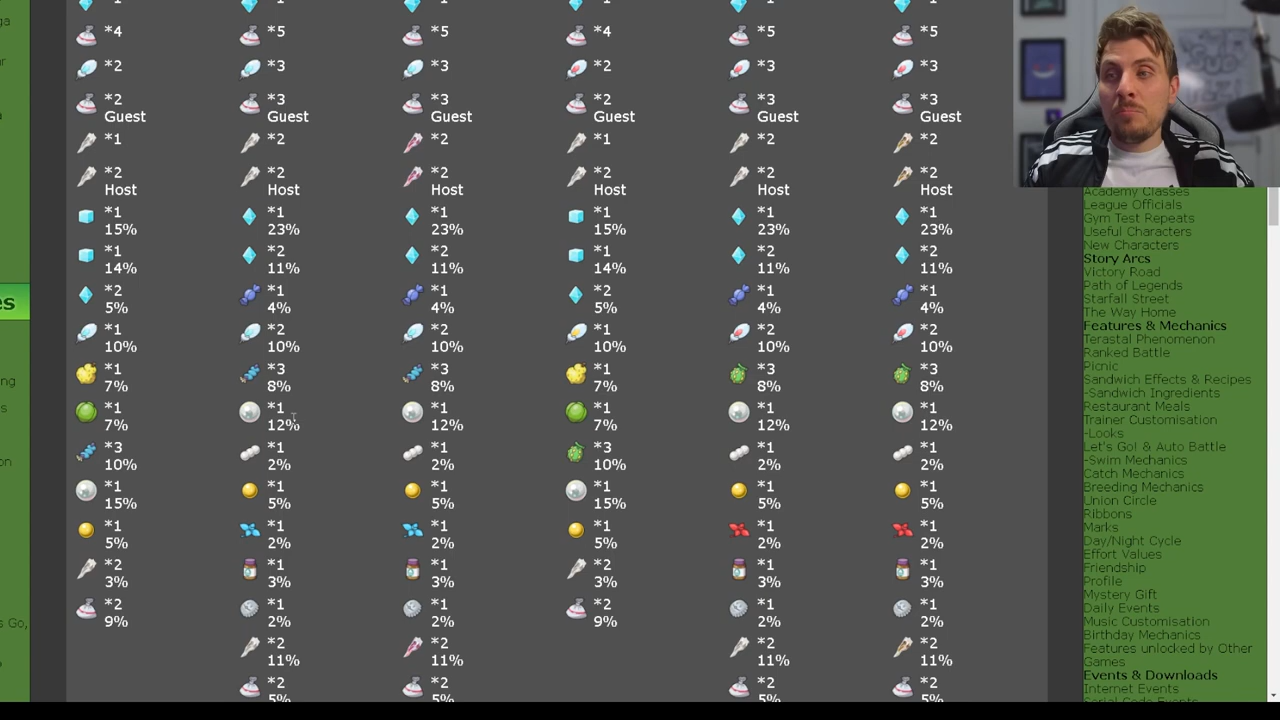 *4 *5 *5 *4 *5 *5
*2 *3 *3 *2 *3 *3
*2 *3 *3 *2 *3 *3
Guest Guest Guest Guest Guest Guest
*1 *2 *2 *1 *2 *2
*2 *2 *2 *2 *2 *2
Host Host Host Host Host Host
*1 *1 *1 *1 *1 *1
15% 23% 23% 15% 23% 23%
*1 *2 *2 *1 *2 *2
14% 11% 11% 14% 11% 11%
*2 *1 *1 *2 *1 *1
5% 4% 4% 5% 4% 4%
*1 *2 *2 *1 *2 *2
10% 10% 10% 10% 10% 10%
*1 *3 *3 *1 *3 *3
7% 8% 8% 7% 8% 8%
*1 *1 *1 *1 *1 *1
7% 12% 12% 7% 12% 12%
*3 *1 *1 *3 *1 *1
10% 2% 2% 10% 2% 2%
*1 *1 *1 *1 *1 *1
15% 5% 5% 15% 5% 5%
*1 *1 *1 *1 *1 *1
5% 2% 2% 5% 2% 2%
*2 *1 *1 *2 *1 *1
3% 3% 3% 3% 3% 3%
*2 *1 *1 *2 *1 *1
9% 2% 2% 9% 2% 2%
*2 *2 *2 *2
11% 11% 11% 11%
*2 *2 *2 *2
5% 5% 5% 5%
Academy Classes
League Officials
Gym Test Repeats
Useful Characters
New Characters
Story Arcs
Victory Road
Path of Legends
Starfall Street
The Way Home
Features & Mechanics
Terastal Phenomenon
Ranked Battle
Picnic
Sandwich Effects & Recipes
-Sandwich Ingredients
Restaurant Meals
Trainer Customisation
-Looks
Let's Go! & Auto Battle
-Swim Mechanics
Catch Mechanics
Breeding Mechanics
Union Circle
Ribbons
Marks
Day/Night Cycle
Effort Values
Friendship
Profile
Mystery Gift
Daily Events
Music Customisation
Birthday Mechanics
Features unlocked by Other
Games
Events & Downloads
Internet Events
Serial Code Events